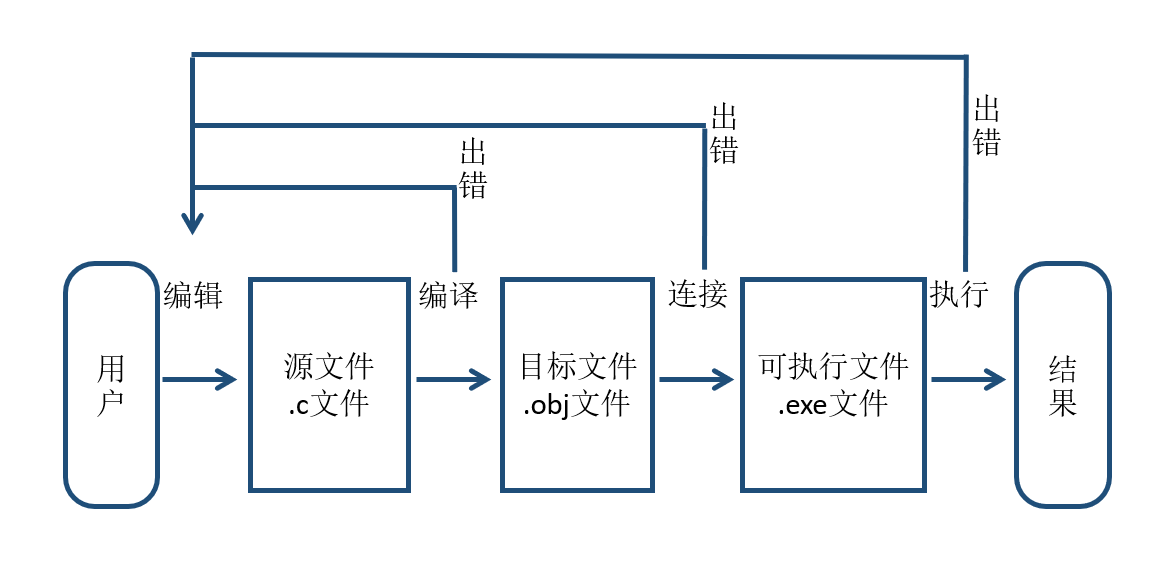 出错
出错
出错
编辑
编译
连接
执行
用户
源文件
.c文件
目标文件
.obj文件
可执行文件
.exe文件
结果